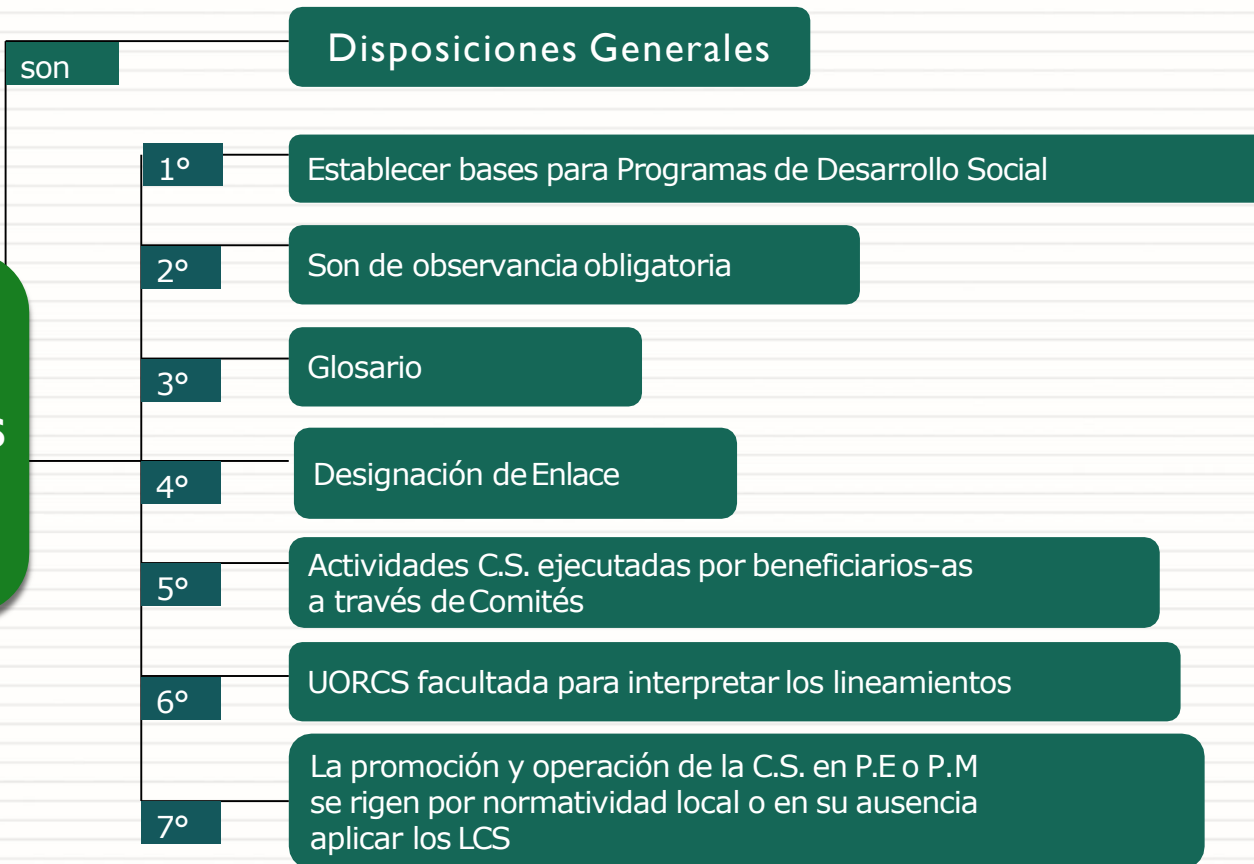 son
Disposiciones Generales
1°
Establecer bases para Programas de Desarrollo Social
2°
Son de observancia obligatoria
3°
Glosario
s
4°
Designación de Enlace
5°
Actividades C.S. ejecutadas por beneficiarios-as
a través de Comités
6°
UORCS facultada para interpretar los lineamientos
7°
La promoción y operación de la C.S. en P.E o P.M
se rigen por normatividad local o en su ausencia
aplicar los LCS